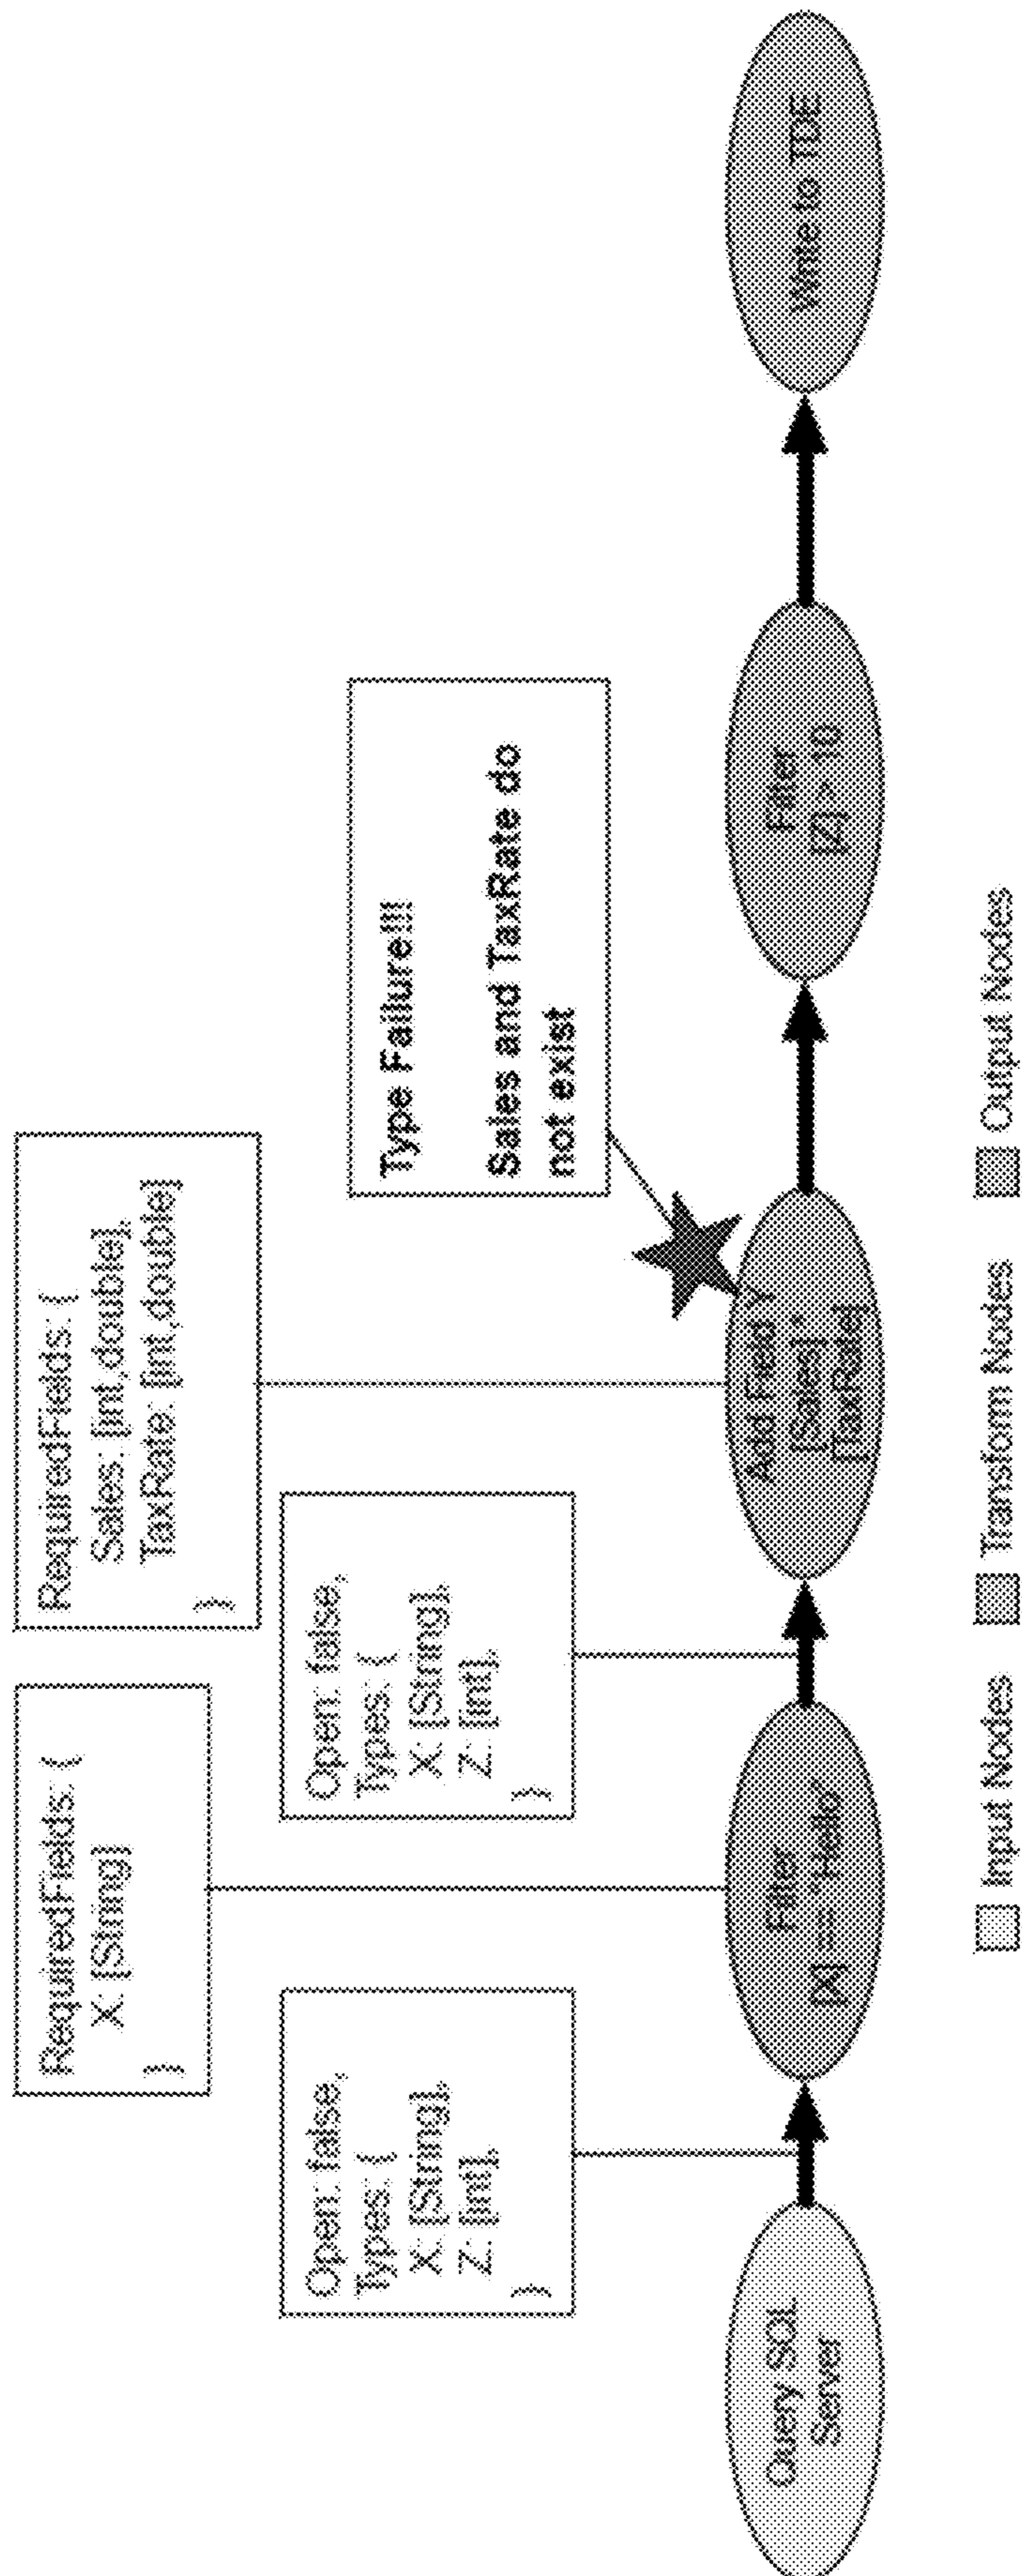 RequiredFields: {
X: [String]
}
RequiredFields: {
Sales: [int,double],
TaxRate: [int,double]
}
Open: false,
Types: {
X: [String],
Z: [int],
}
Open: false,
Types: {
X: [String],
Z: [int],
}
Type Failure!!!
Sales and TaxRate do
not exist
Query SQL
Server
Filter
[X] == "Hello"
Add Field Y
[Sales] *
[TaxRate]
Filter
[Z] > 10
Write to TDE
Input Nodes
Transform Nodes
Output Nodes